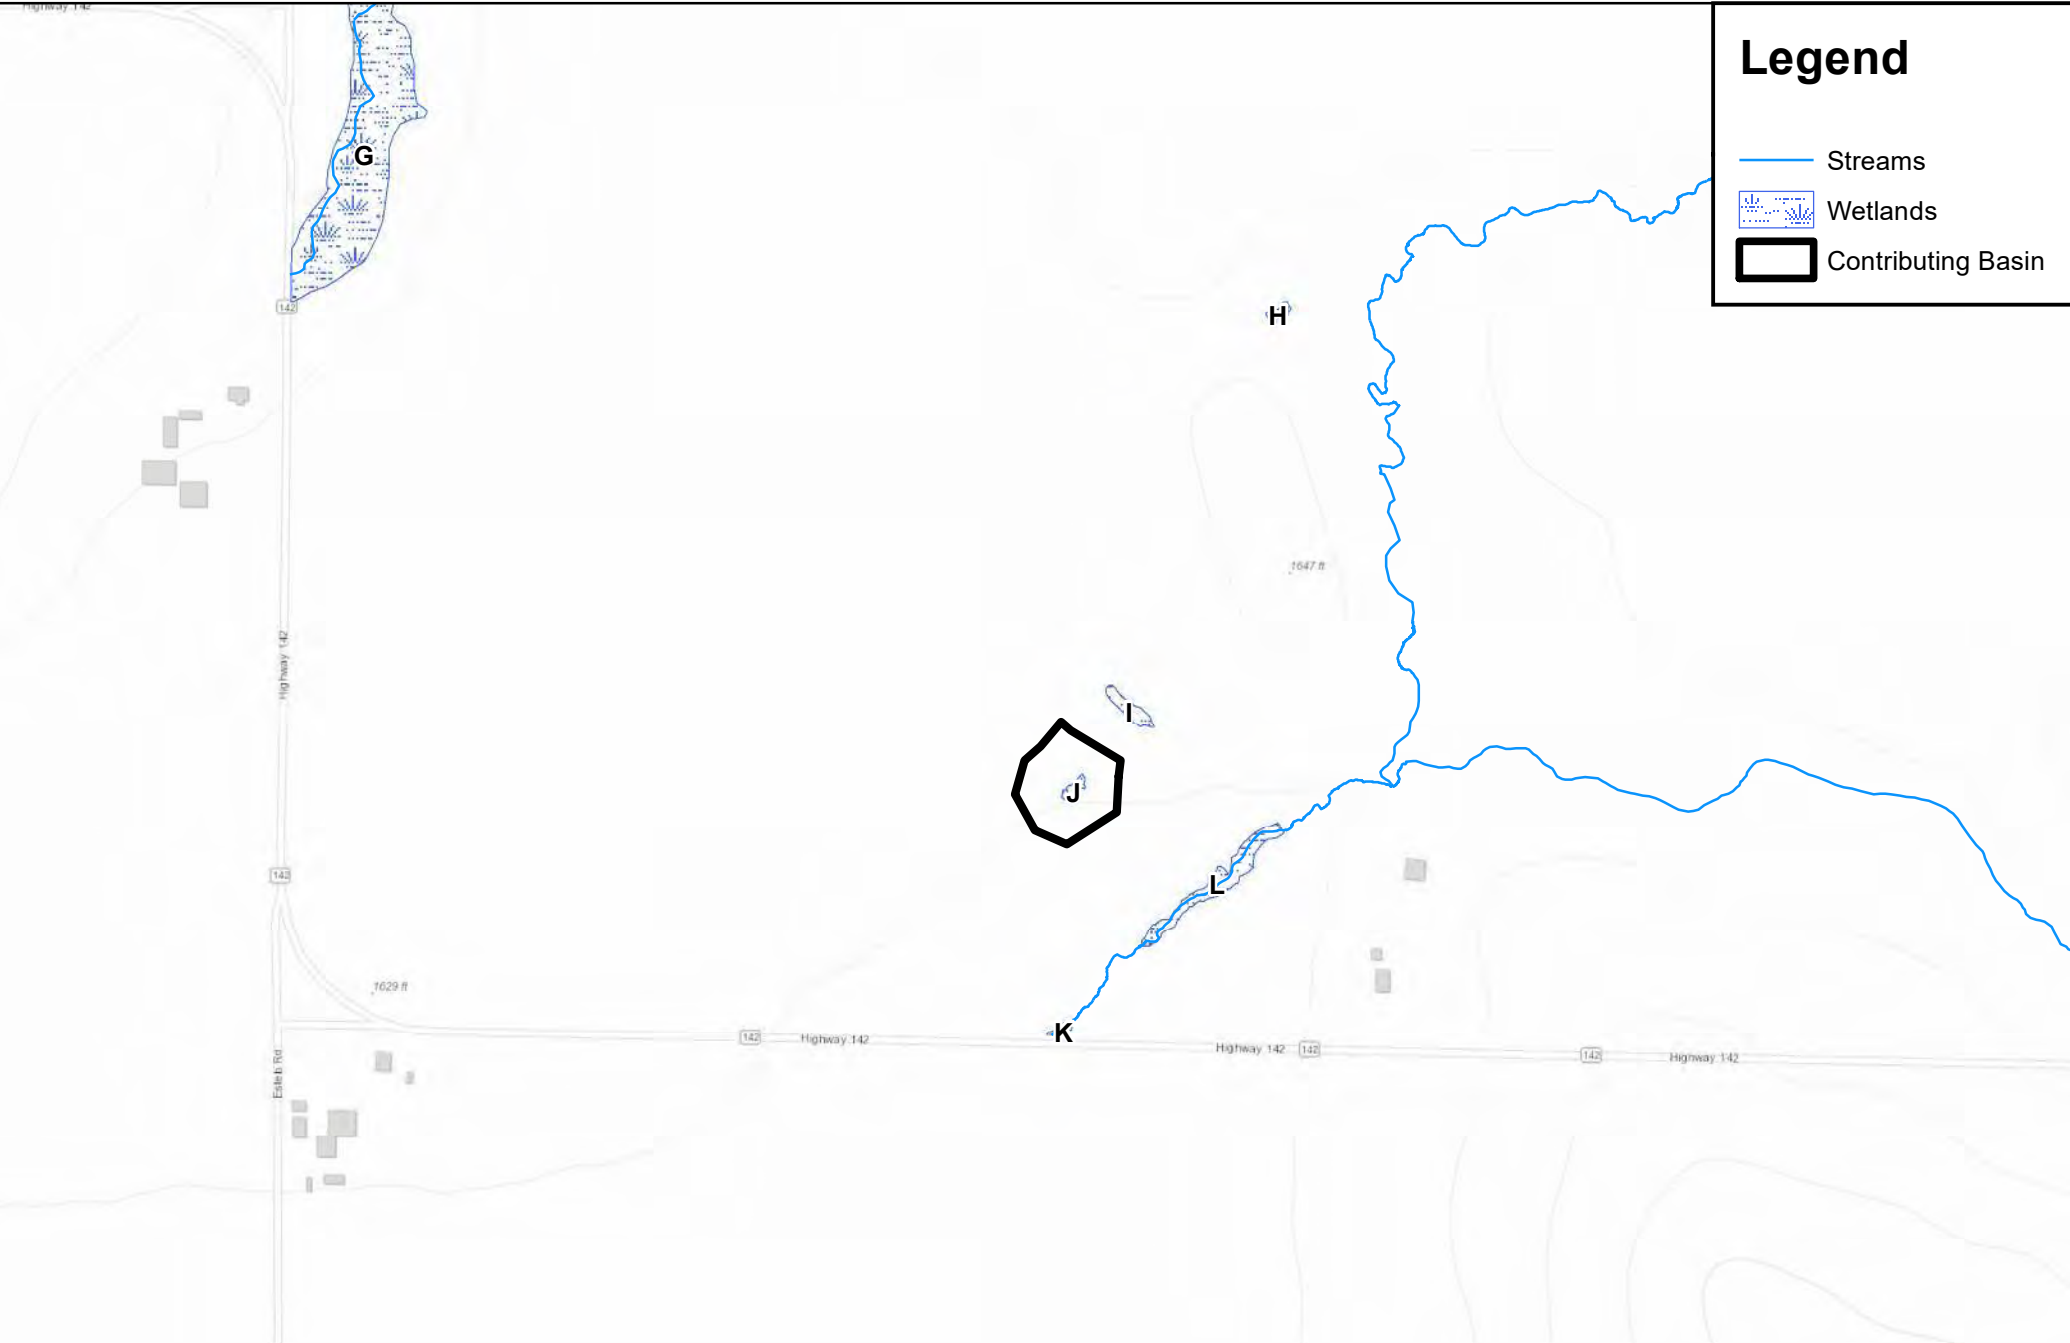 Highway 142
Legend
Streams
Wetlands
Contributing Basin
G
142
H
1647 ft
Highway 142
I
J
142
L
1629 ft
K
142
Highway 142
Highway 142
142
142
Highway 142
Esteb Rd